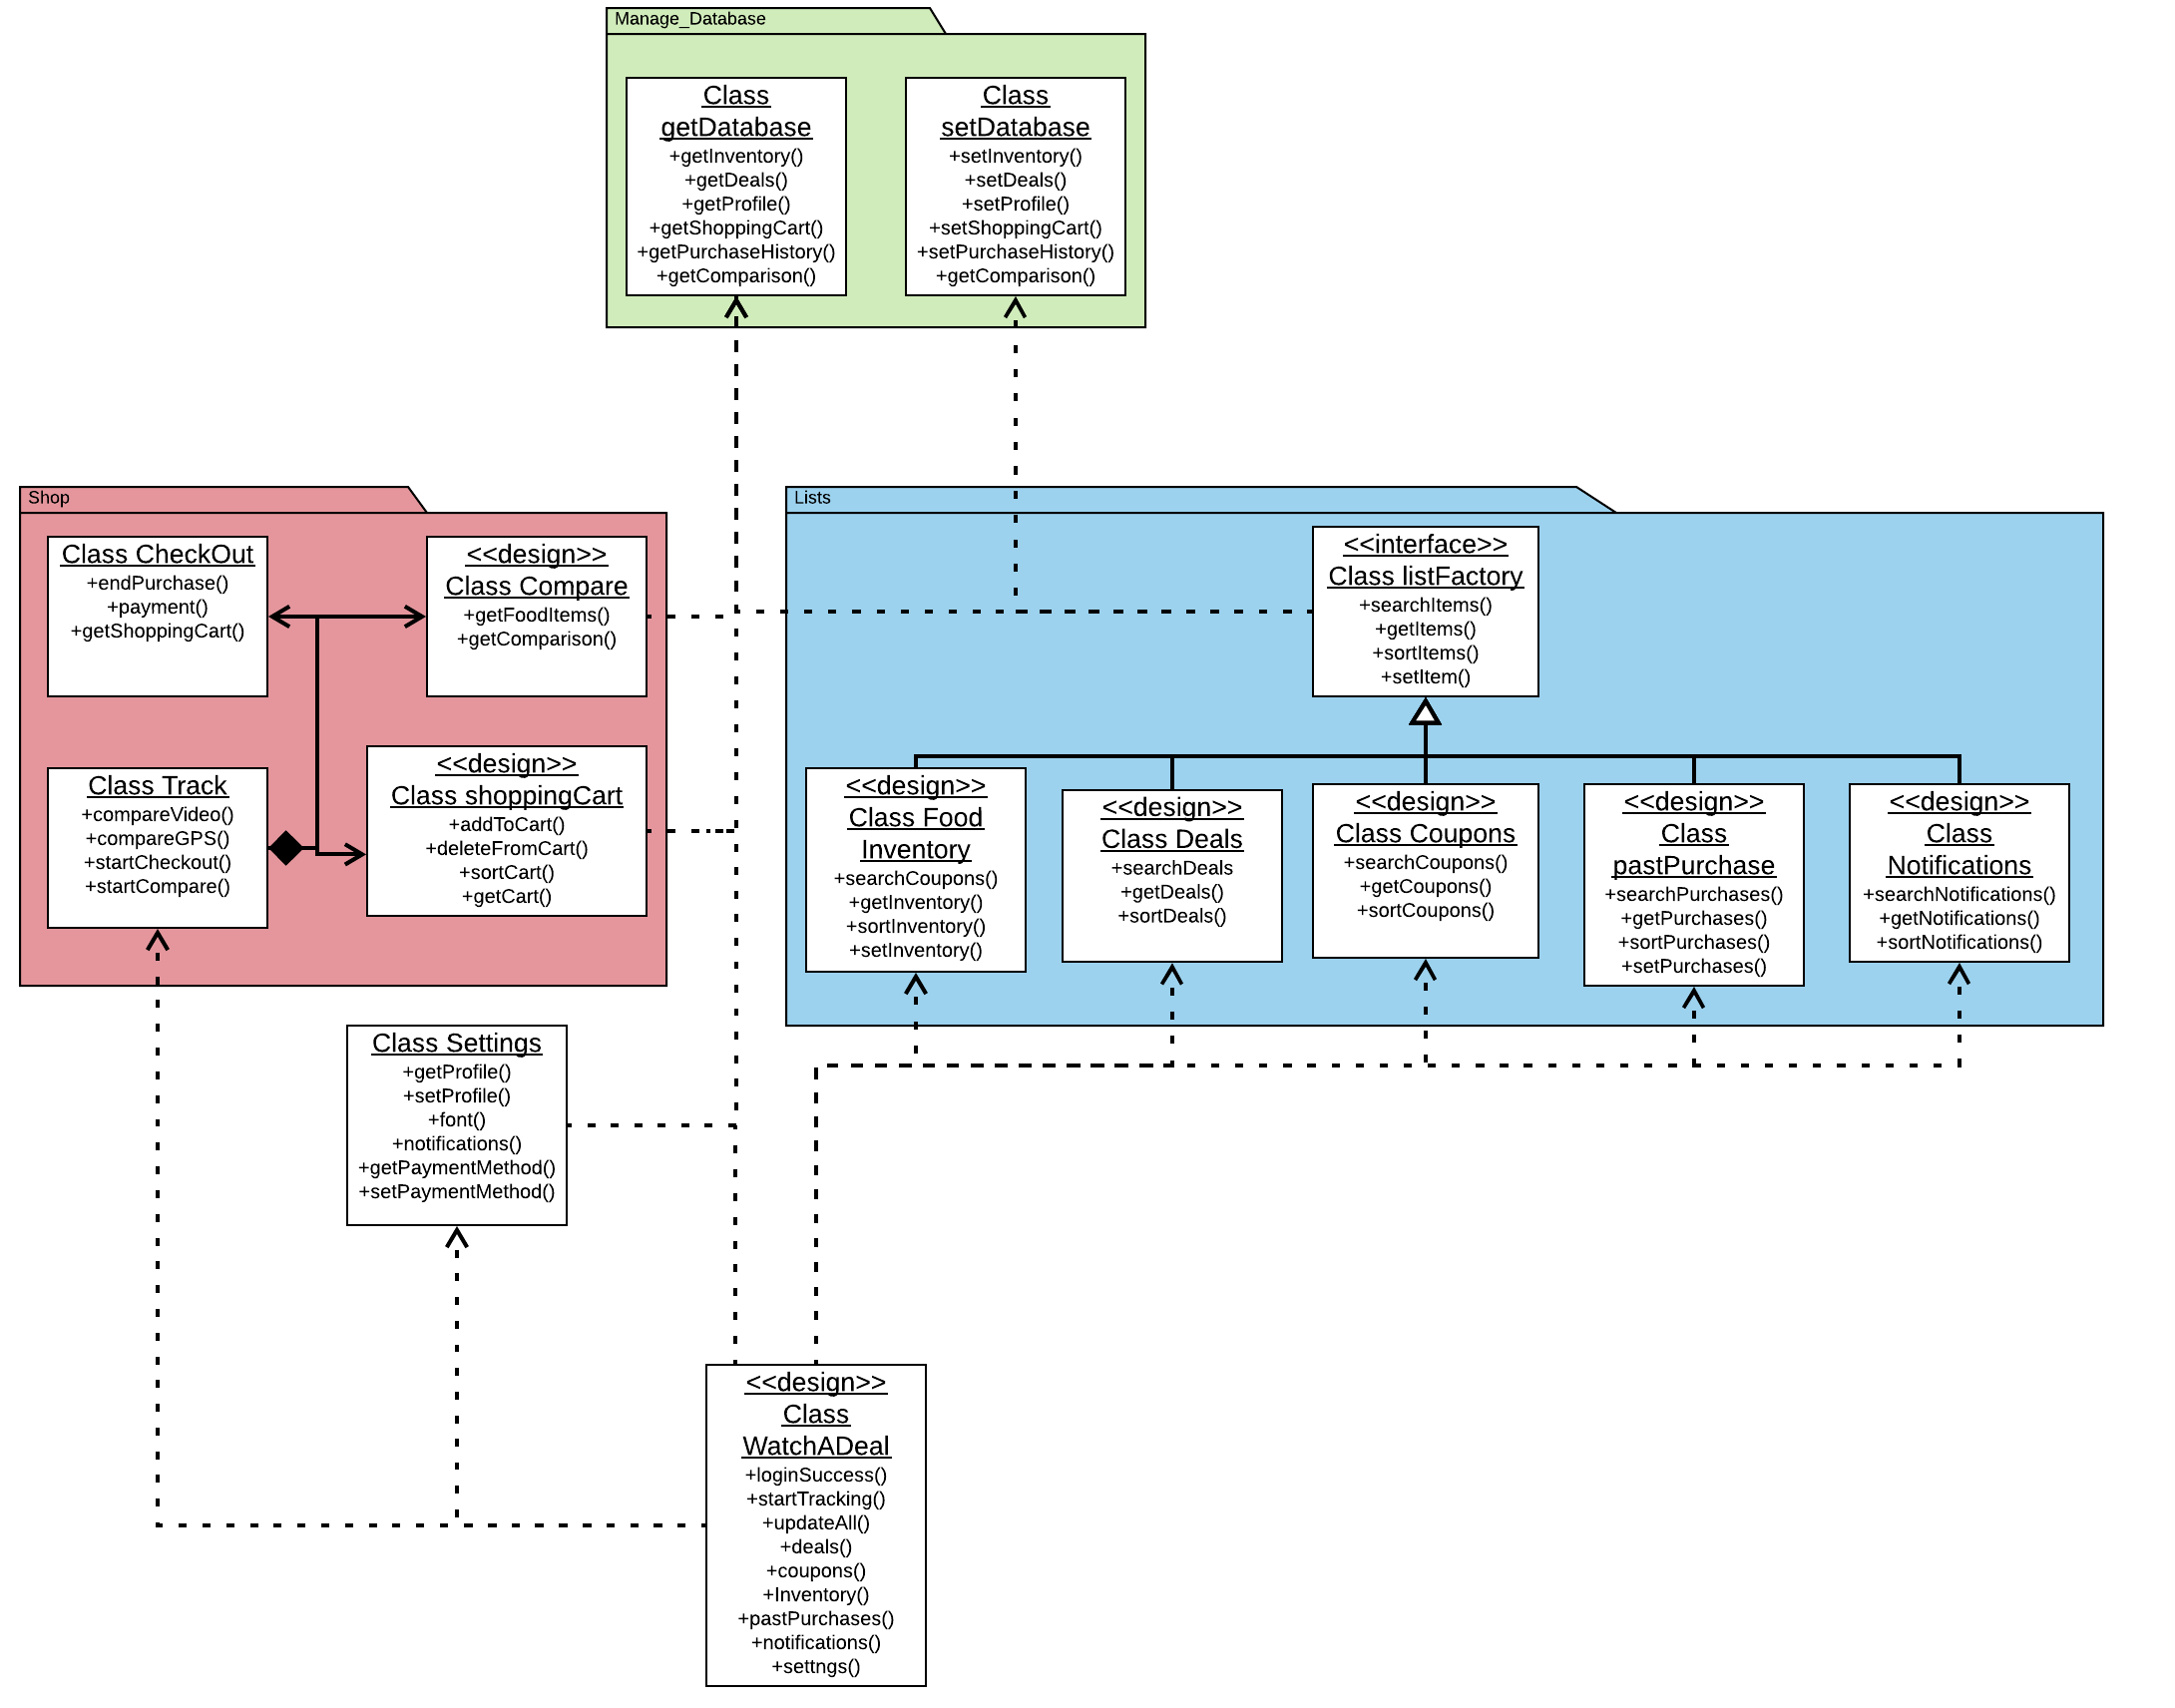 Manage_Database
Class
getDatabase
+getInventory()
+getDeals()
+getProfile()
+getShoppingCart()
+getPurchaseHistory()
+getComparison()
Class
setDatabase
+setInventory()
+setDeals()
+setProfile()
+setShoppingCart()
+setPurchaseHistory()
+getComparison()
Shop
Class CheckOut
+endPurchase()
+payment()
+getShoppingCart()
<<design>>
Class Compare
+getFoodItems()
+getComparison()
Class Track
+compareVideo()
+compareGPS()
+startCheckout()
+startCompare()
<<design>>
Class shoppingCart
+addToCart()
+deleteFromCart()
+sortCart()
+getCart()
Lists
<<interface>>
Class listFactory
+searchItems()
+getItems()
+sortItems()
+setItem()
<<design>>
Class Food
Inventory
+searchCoupons()
+getInventory()
+sortInventory()
+setInventory()
<<design>>
Class Deals
+searchDeals
+getDeals()
+sortDeals()
<<design>>
Class Coupons
+searchCoupons()
+getCoupons()
+sortCoupons()
<<design>>
Class
pastPurchase
+searchPurchases()
+getPurchases()
+sortPurchases()
+setPurchases()
<<design>>
Class
Notifications
+searchNotifications()
+getNotifications()
+sortNotifications()
Class Settings
+getProfile()
+setProfile()
+font()
+notifications()
+getPaymentMethod()
+setPaymentMethod()
<<design>>
Class
WatchADeal
+loginSuccess()
+startTracking()
+updateAll()
+deals()
+coupons()
+Inventory()
+pastPurchases()
+notifications()
+settngs()